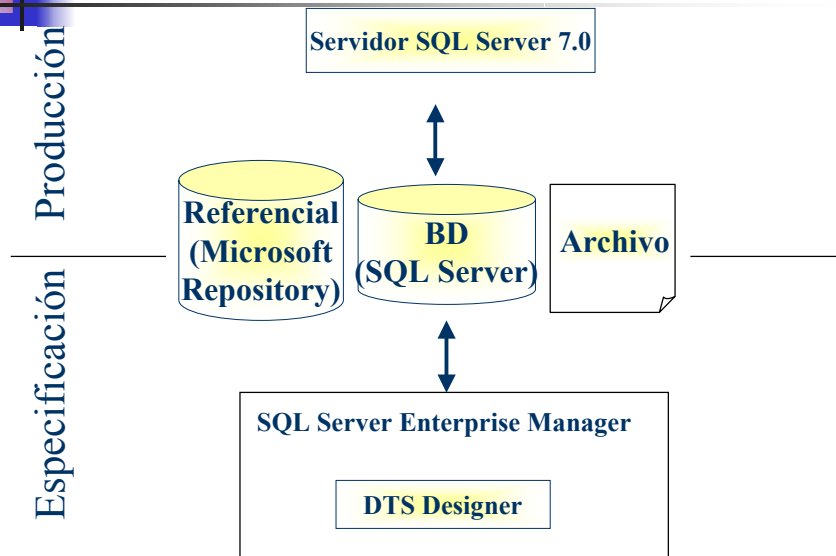 Producción
Servidor SQL Server 7.0
Referencial
(Microsoft
Repository)
BD
(SQL Server)
Archivo
Especificación
SQL Server Enterprise Manager
DTS Designer